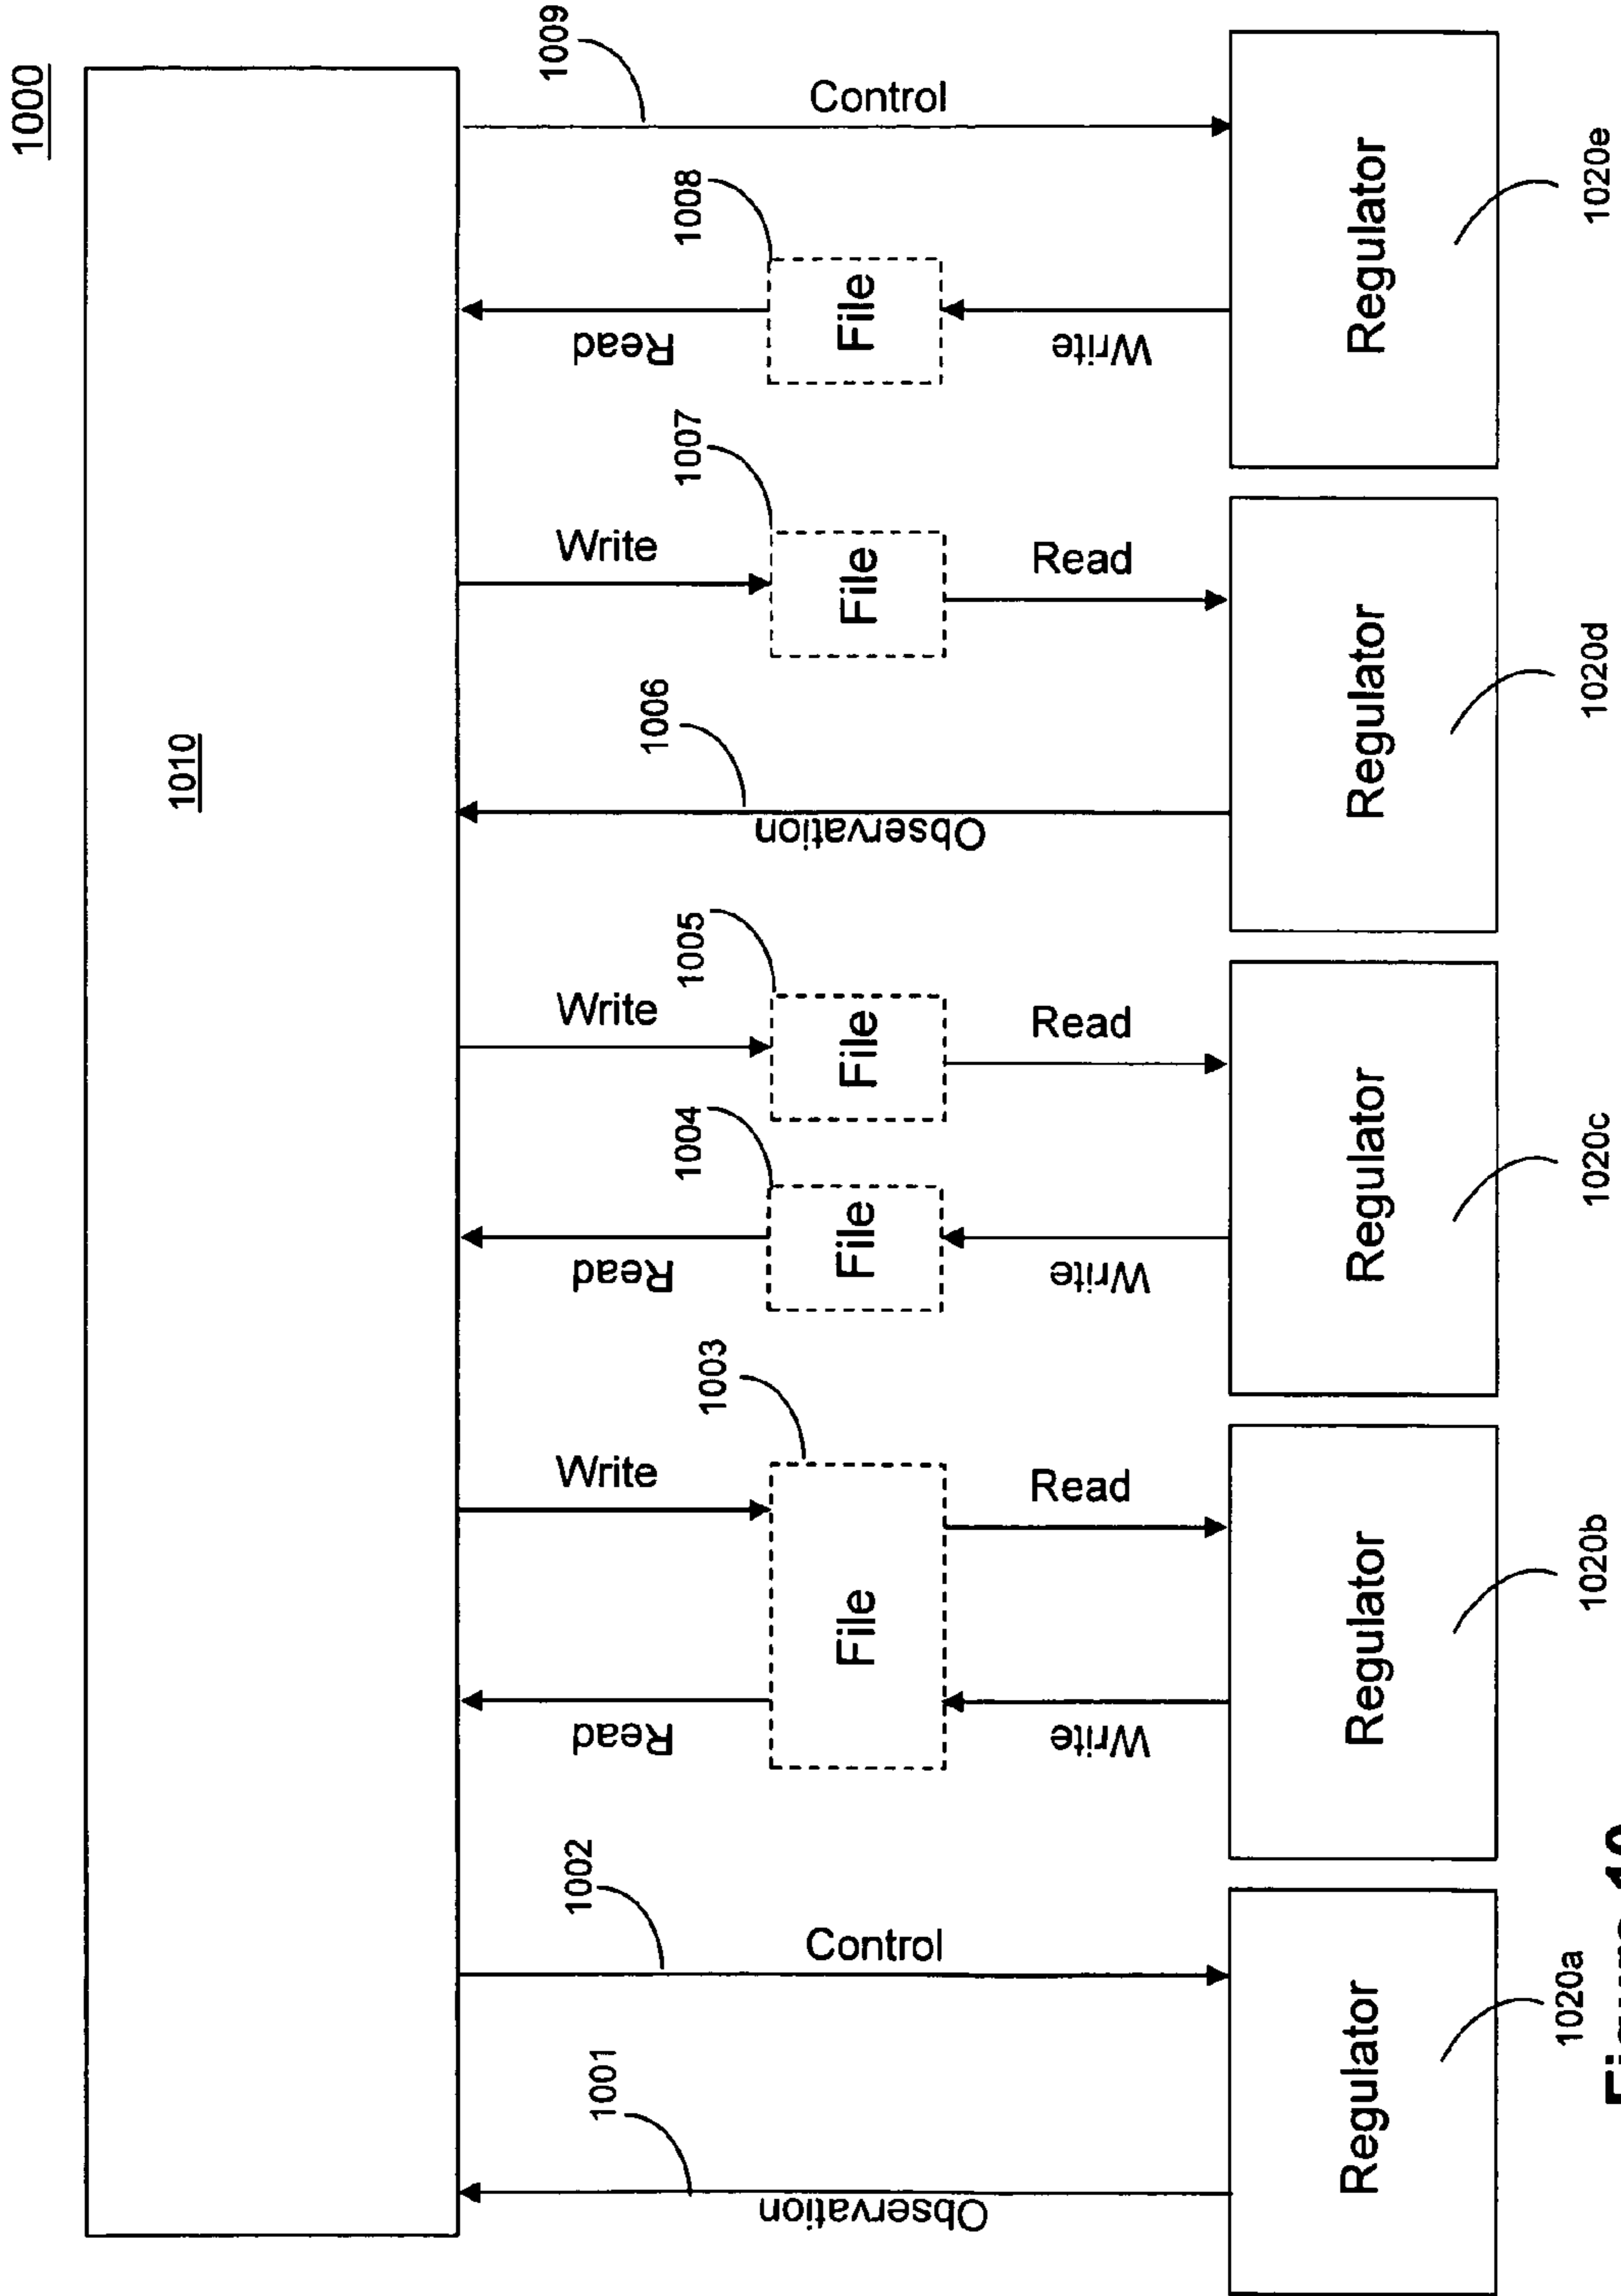 1000
1010
Observation
1001
Control
1002
Regulator
1020a
Read
Write
1003
File
Write
Read
Regulator
1020b
Read
1004
File
Write
Write
1005
File
Read
Regulator
1020c
Observation
1006
Write
1007
File
Read
Regulator
1020d
Read
1008
File
Write
Control
1009
Regulator
1020e
Figure 10